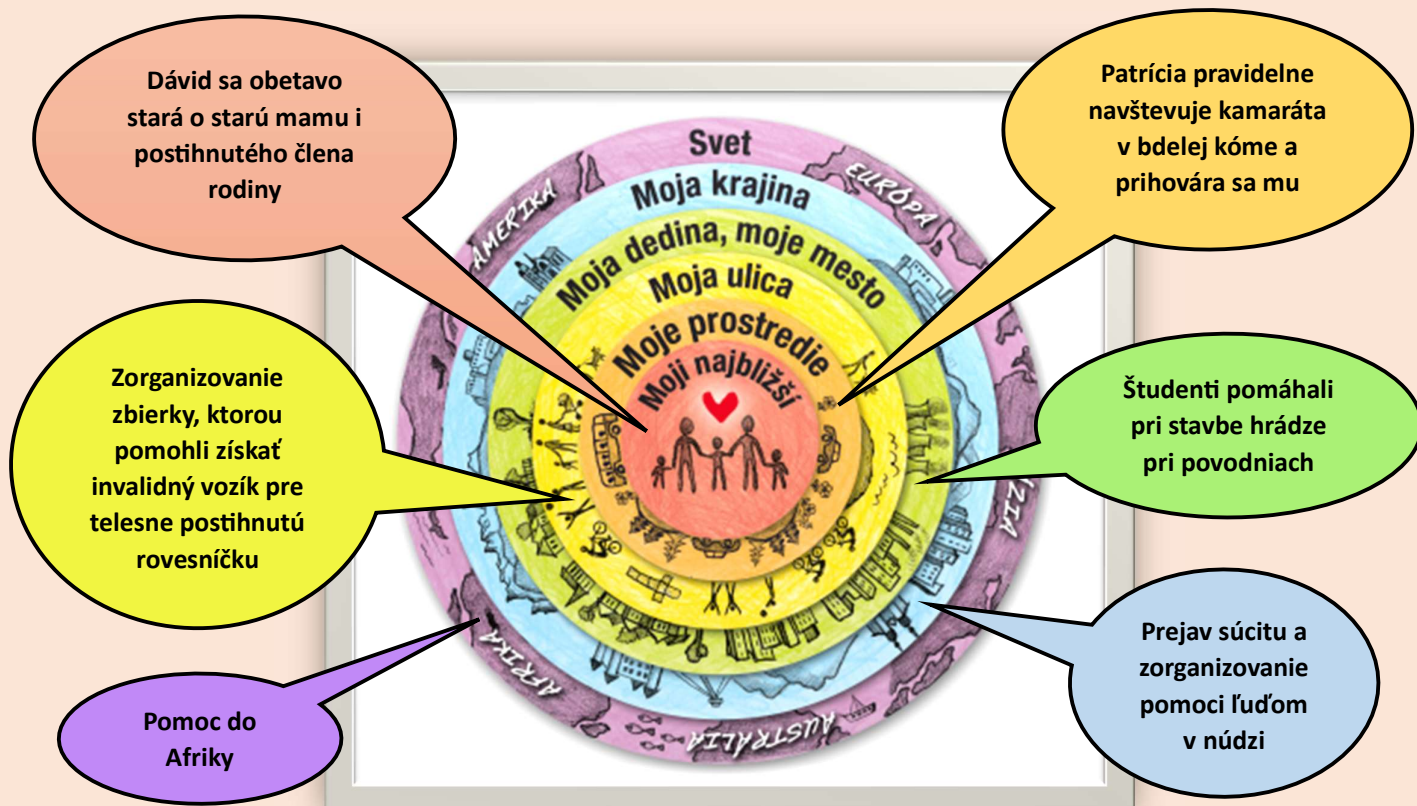 Dávid sa obetavo
stará o starú mamu i
postihnutého člena
rodiny
Patrícia pravidelne
navštevuje kamaráta
v bdelej kóme a
prihovára sa mu
Svet
Moja krajina
Moja dedina, moje mesto
Moja ulica
Moje prostredie
Moji najbližší
AMERIKA
EURÓPA
AFRIKA
AUSTRÁLIA
Zorganizovanie
zbierky, ktorou
pomohli získať
invalidný vozík pre
telesne postihnutú
rovesníčku
Študenti pomáhali
pri stavbe hrádze
pri povodniach
Pomoc do
Afriky
Prejav súcitu a
zorganizovanie
pomoci ľuďom
v núdzi